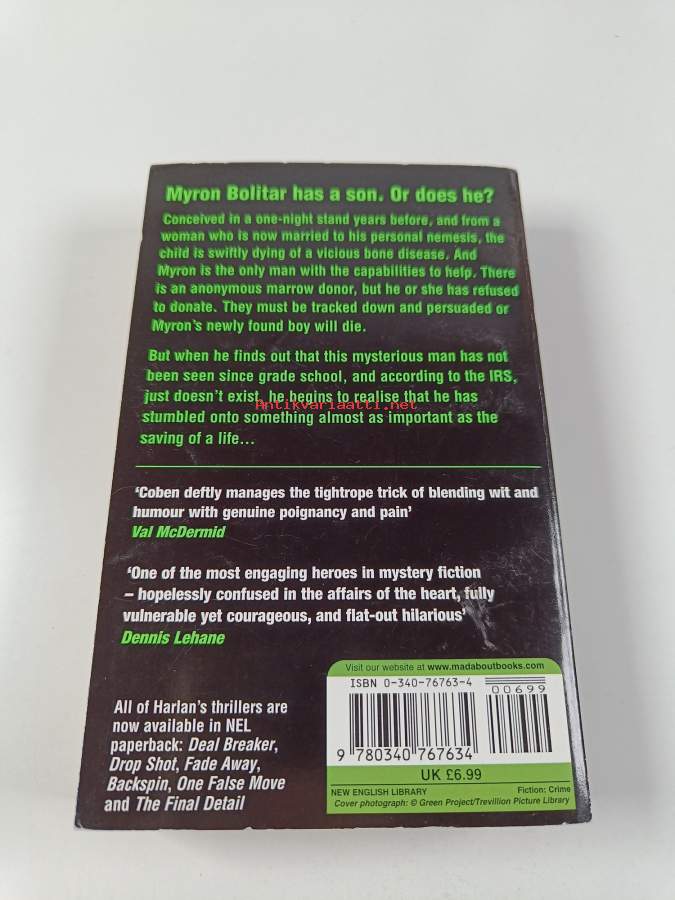 Myron Bolitar has a son. Or does he?
Conceived in a one-night stand years before, and from a
woman who is now married to his personal nemesis, the
child is swiftly dying of a vicious bone disease. And
Myron is the only man with the capabilities to help. There
is an anonymous marrow donor, but he or she has refused
to donate. They must be tracked down and persuaded or
Myron's newly found boy will die.
But when he finds out that this mysterious man has not
been seen since grade school, and according to the IRS,
just doesn't exist, he begins to realise that he has
Antikvariaatti.net
stumbled onto something almost as important as the
saving of a life...
'Coben deftly manages the tightrope trick of blending wit and
humour with genuine poignancy and pain'
Val McDermid
'One of the most engaging heroes in mystery fiction
– hopelessly confused in the affairs of the heart, fully
vulnerable yet courageous, and flat-out hilarious'
Dennis Lehane
All of Harlan's thrillers are
now available in NEL
paperback: Deal Breaker,
Drop Shot, Fade Away,
Backspin, One False Move
and The Final Detail
Visit our website at www.madaboutbooks.com
ISBN 0-340-76763-4
00699
9 780340 767634
UK £6.99
NEW ENGLISH LIBRARY Fiction: Crime
Cover photograph: © Green Project/Trevillion Picture Library